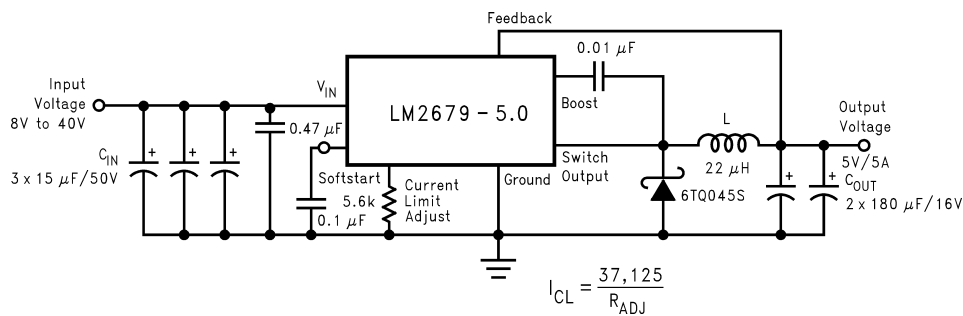 Feedback
0.01 µF
Input
Voltage
8V to 40V
V_IN
LM2679 - 5.0
Boost
L
Output
Voltage
0.47 µF
C_IN
3 x 15 µF/50V
+
+
+
Softstart
5.6k
0.1 µF
Current
Limit
Adjust
Ground
Switch
Output
22 µH
6TQ045S
5V/5A
+
+
C_OUT
2 x 180 µF/16V
I_CL = 37,125 / R_ADJ